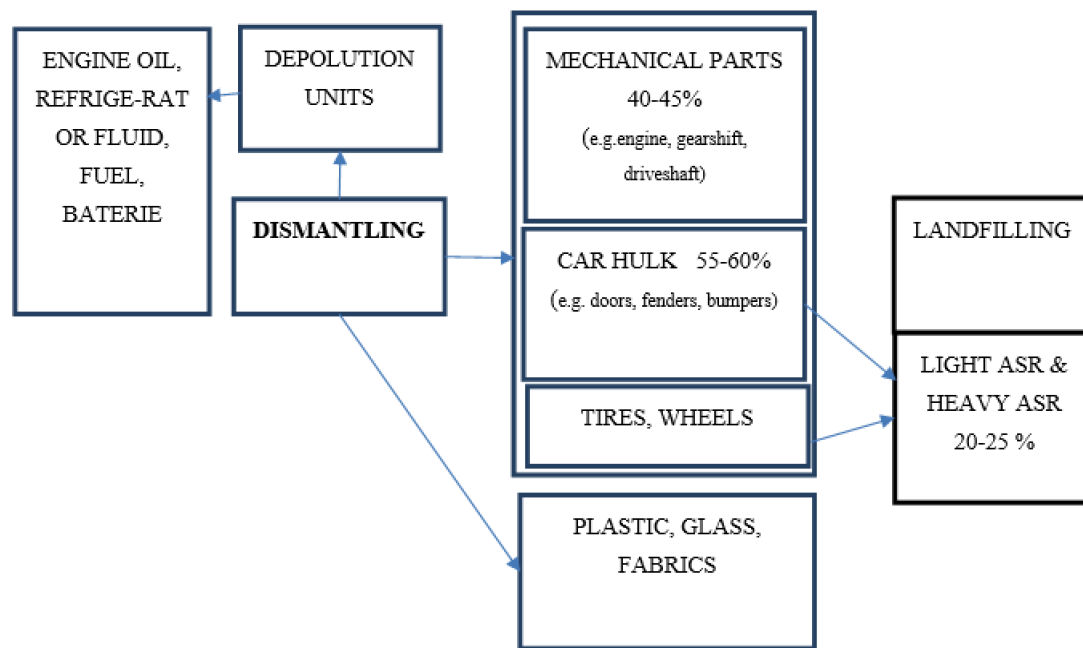 ENGINE OIL,
REFRIGE-RAT
OR FLUID,
FUEL,
BATERIE
DEPOLUTION
UNITS
DISMANTLING
MECHANICAL PARTS
40-45%
(e.g.engine, gearshift,
driveshaft)
CAR HULK 55-60%
(e.g. doors, fenders, bumpers)
TIRES, WHEELS
PLASTIC, GLASS,
FABRICS
LANDFILLING
LIGHT ASR &
HEAVY ASR
20-25 %